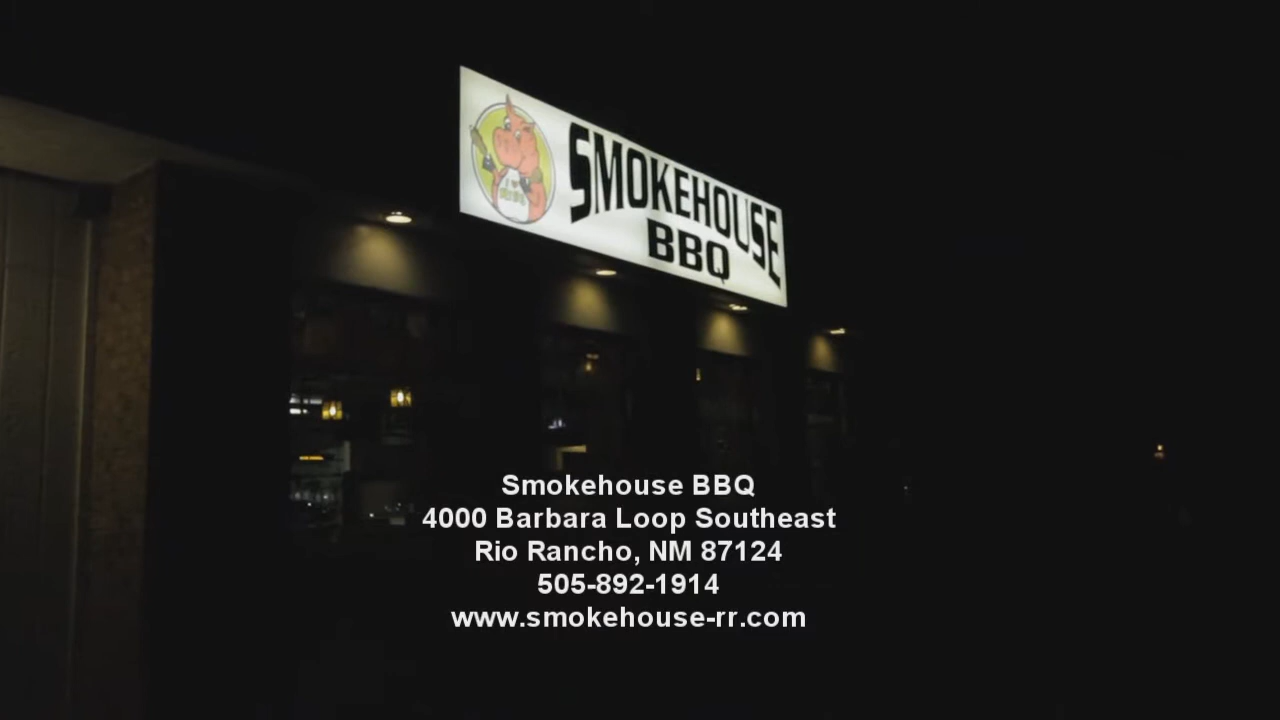 SMOKEHOUSE
BBQ
Smokehouse BBQ
4000 Barbara Loop Southeast
Rio Rancho, NM 87124
505-892-1914
www.smokehouse-rr.com